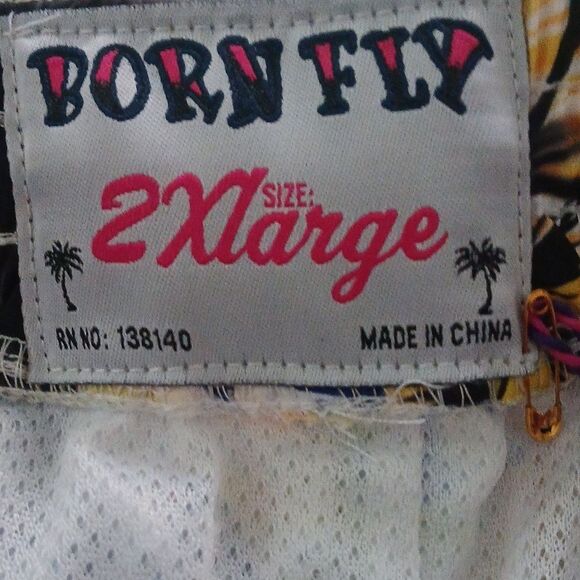 BORN FLY
SIZE:
2Xlarge
RN NO: 138140
MADE IN CHINA